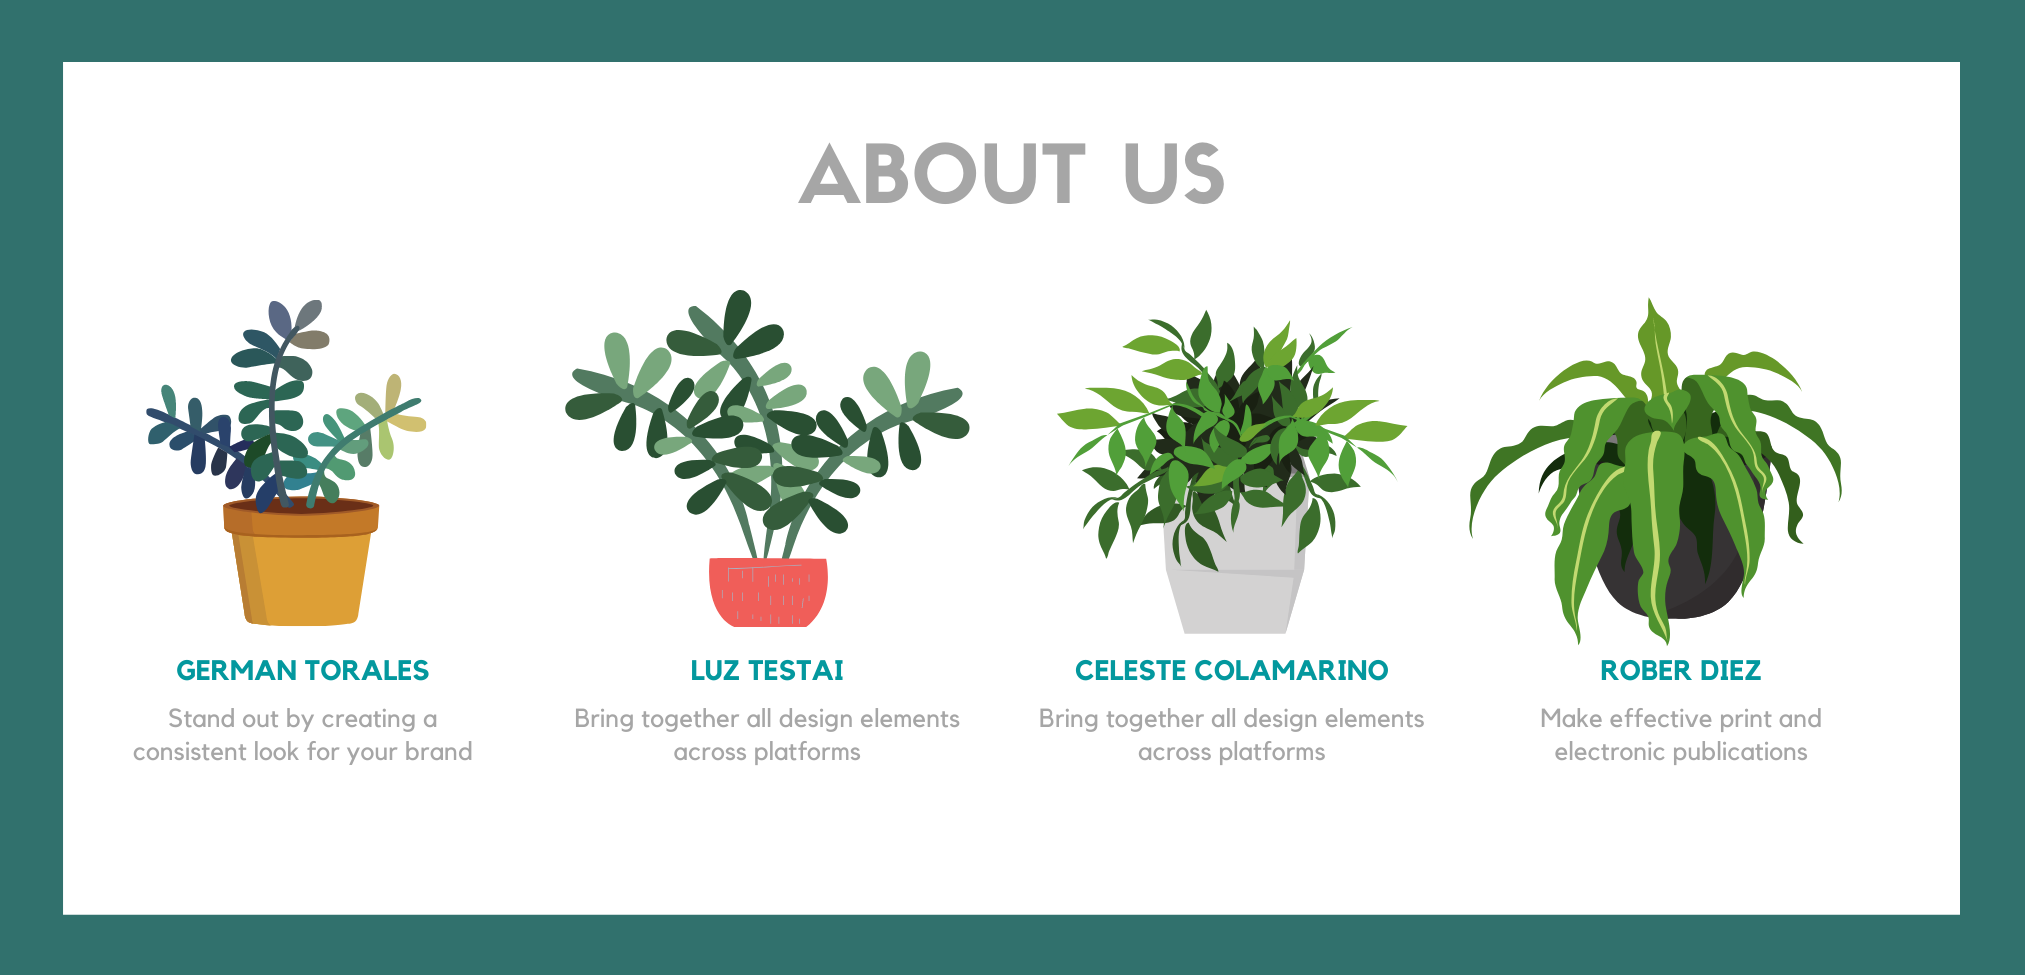 ABOUT US
GERMAN TORALES
Stand out by creating a
consistent look for your brand
LUZ TESTAI
Bring together all design elements
across platforms
CELESTE COLAMARINO
Bring together all design elements
across platforms
ROBER DIEZ
Make effective print and
electronic publications